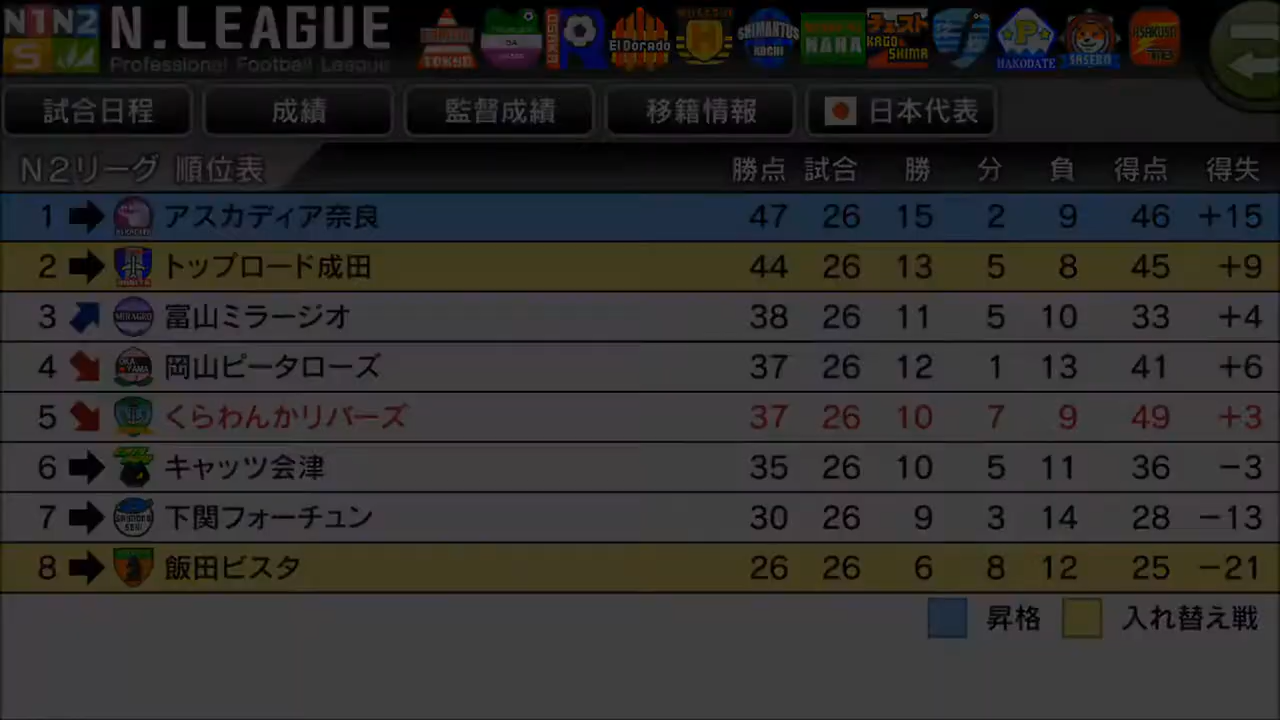 N1 N2 S N.LEAGUE
Professional Football League
TOKYO OSAKA R El Dorado H SHIMANTUS KOCHI NAHA チェスト KAGOSHIMA P HAKODATE SASEBO ASAKUSA
試合日程 成績 監督成績 移籍情報 日本代表
N2リーグ 順位表 勝点 試合 勝 分 負 得点 得失
1 アスカディア奈良 47 26 15 2 9 46 +15
2 トップロード成田 44 26 13 5 8 45 +9
3 富山ミラージオ 38 26 11 5 10 33 +4
4 岡山ピータローズ 37 26 12 1 13 41 +6
5 くらわんかリバーズ 37 26 10 7 9 49 +3
6 キャッツ会津 35 26 10 5 11 36 −3
7 下関フォーチュン 30 26 9 3 14 28 −13
8 飯田ビスタ 26 26 6 8 12 25 −21
昇格 入れ替え戦